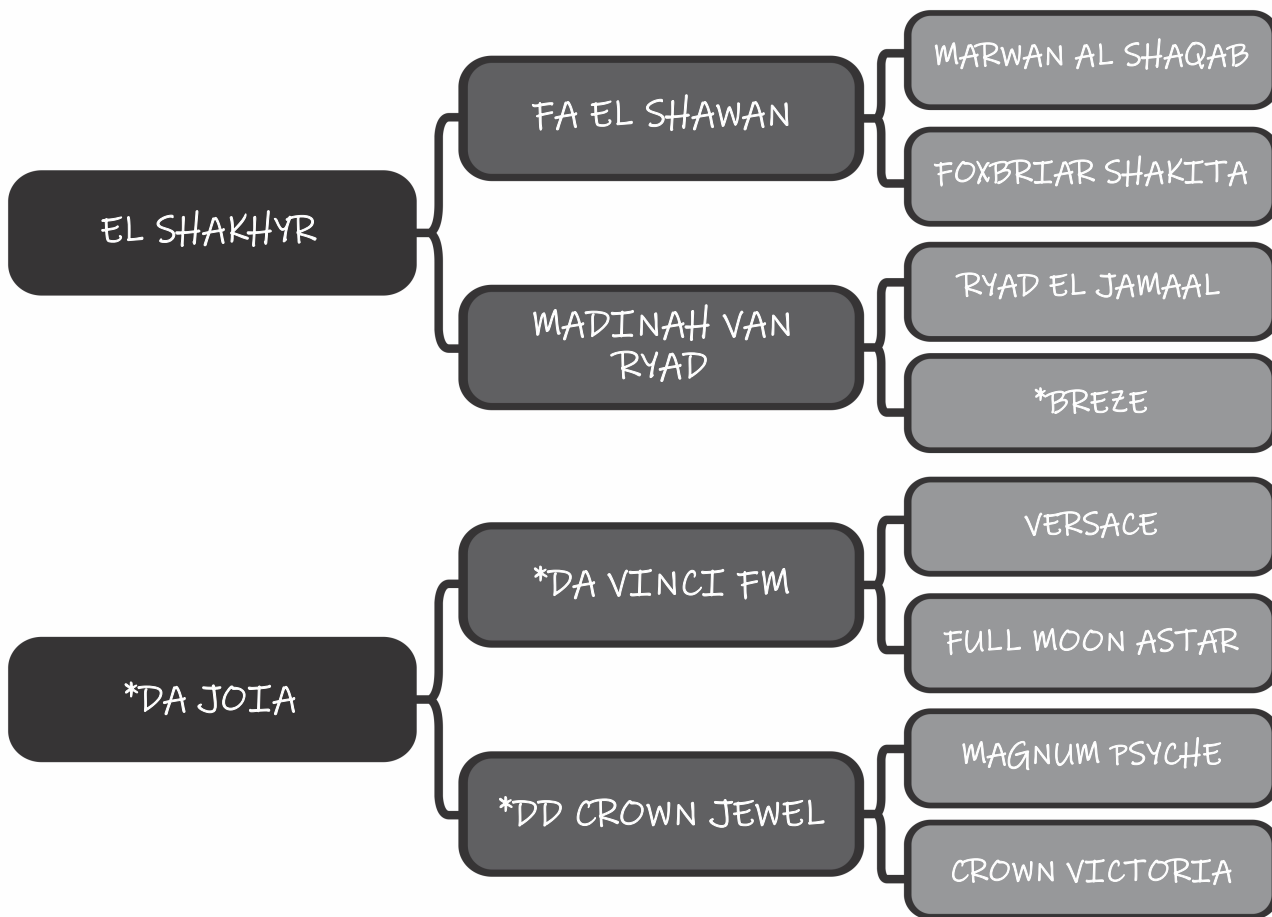 MARWAN AL SHAQAB
FA EL SHAWAN
FOXBRIAR SHAKITA
EL SHAKHYR
RYAD EL JAMAAL
MADINAH VAN
RYAD
*BREZE
VERSACE
*DA VINCI FM
FULL MOON ASTAR
*DA JOIA
MAGNUM PSYCHE
*DD CROWN JEWEL
CROWN VICTORIA